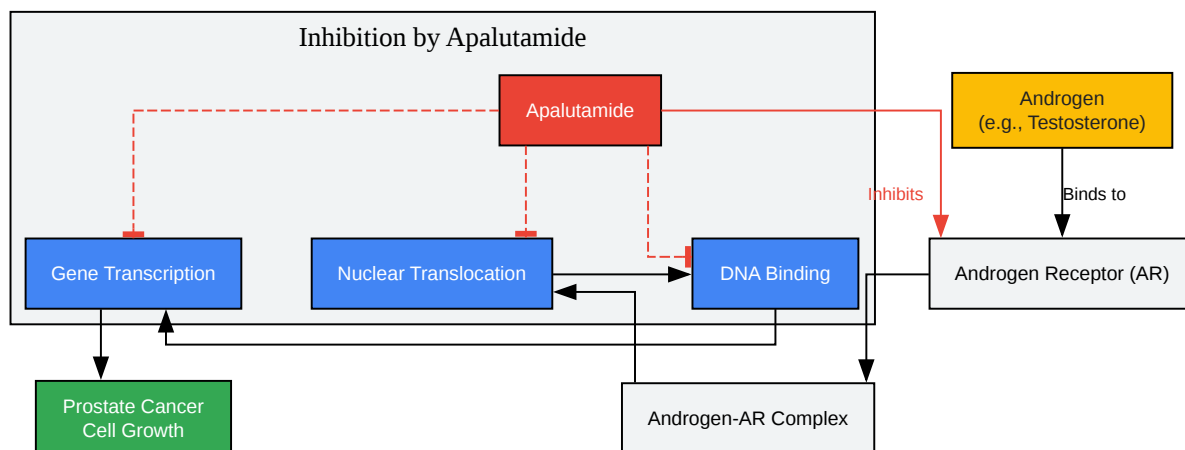 Inhibition by Apalutamide
Apalutamide
Androgen
(e.g., Testosterone)
Inhibits
Binds to
Gene Transcription
Nuclear Translocation
DNA Binding
Androgen Receptor (AR)
Prostate Cancer
Cell Growth
Androgen-AR Complex